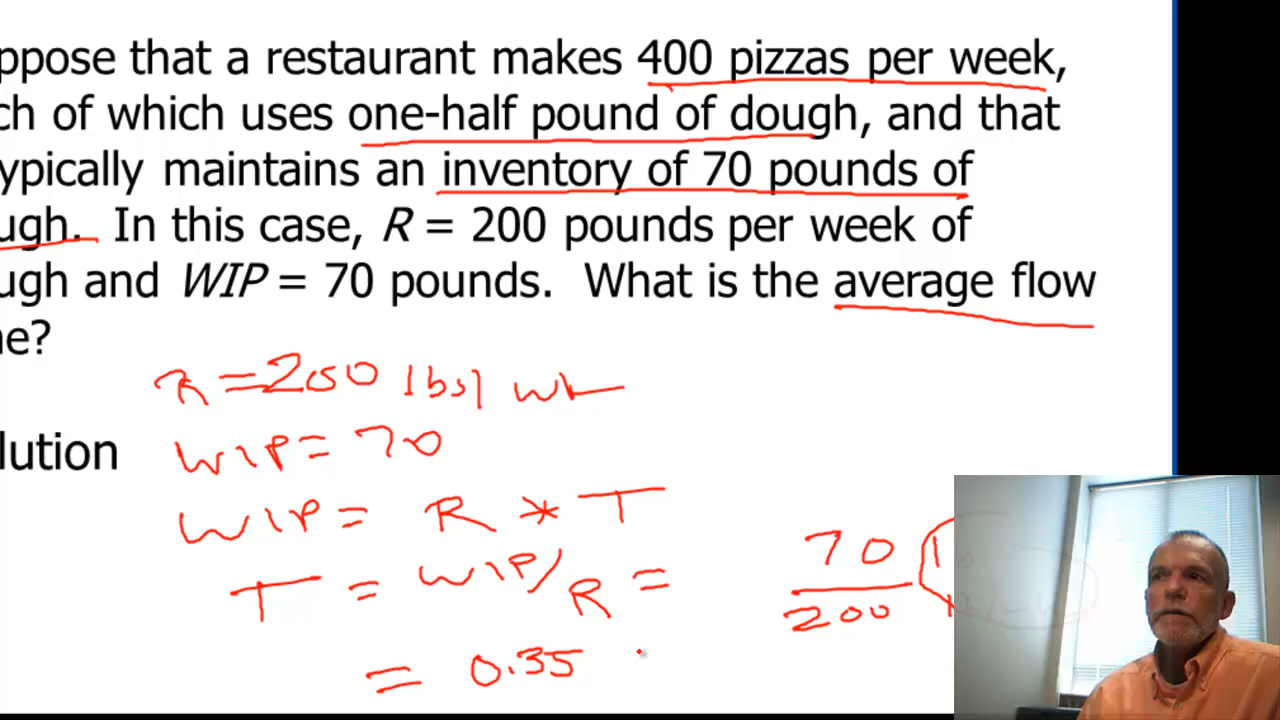 ppose that a restaurant makes 400 pizzas per week,
ch of which uses one-half pound of dough, and that
typically maintains an inventory of 70 pounds of
ugh. In this case, R = 200 pounds per week of
ugh and WIP = 70 pounds. What is the average flow
me?
R = 200 lbs/ wk
lution
WIP = 70
WIP = R * T
T = WIP/R = 70/200
= 0.35